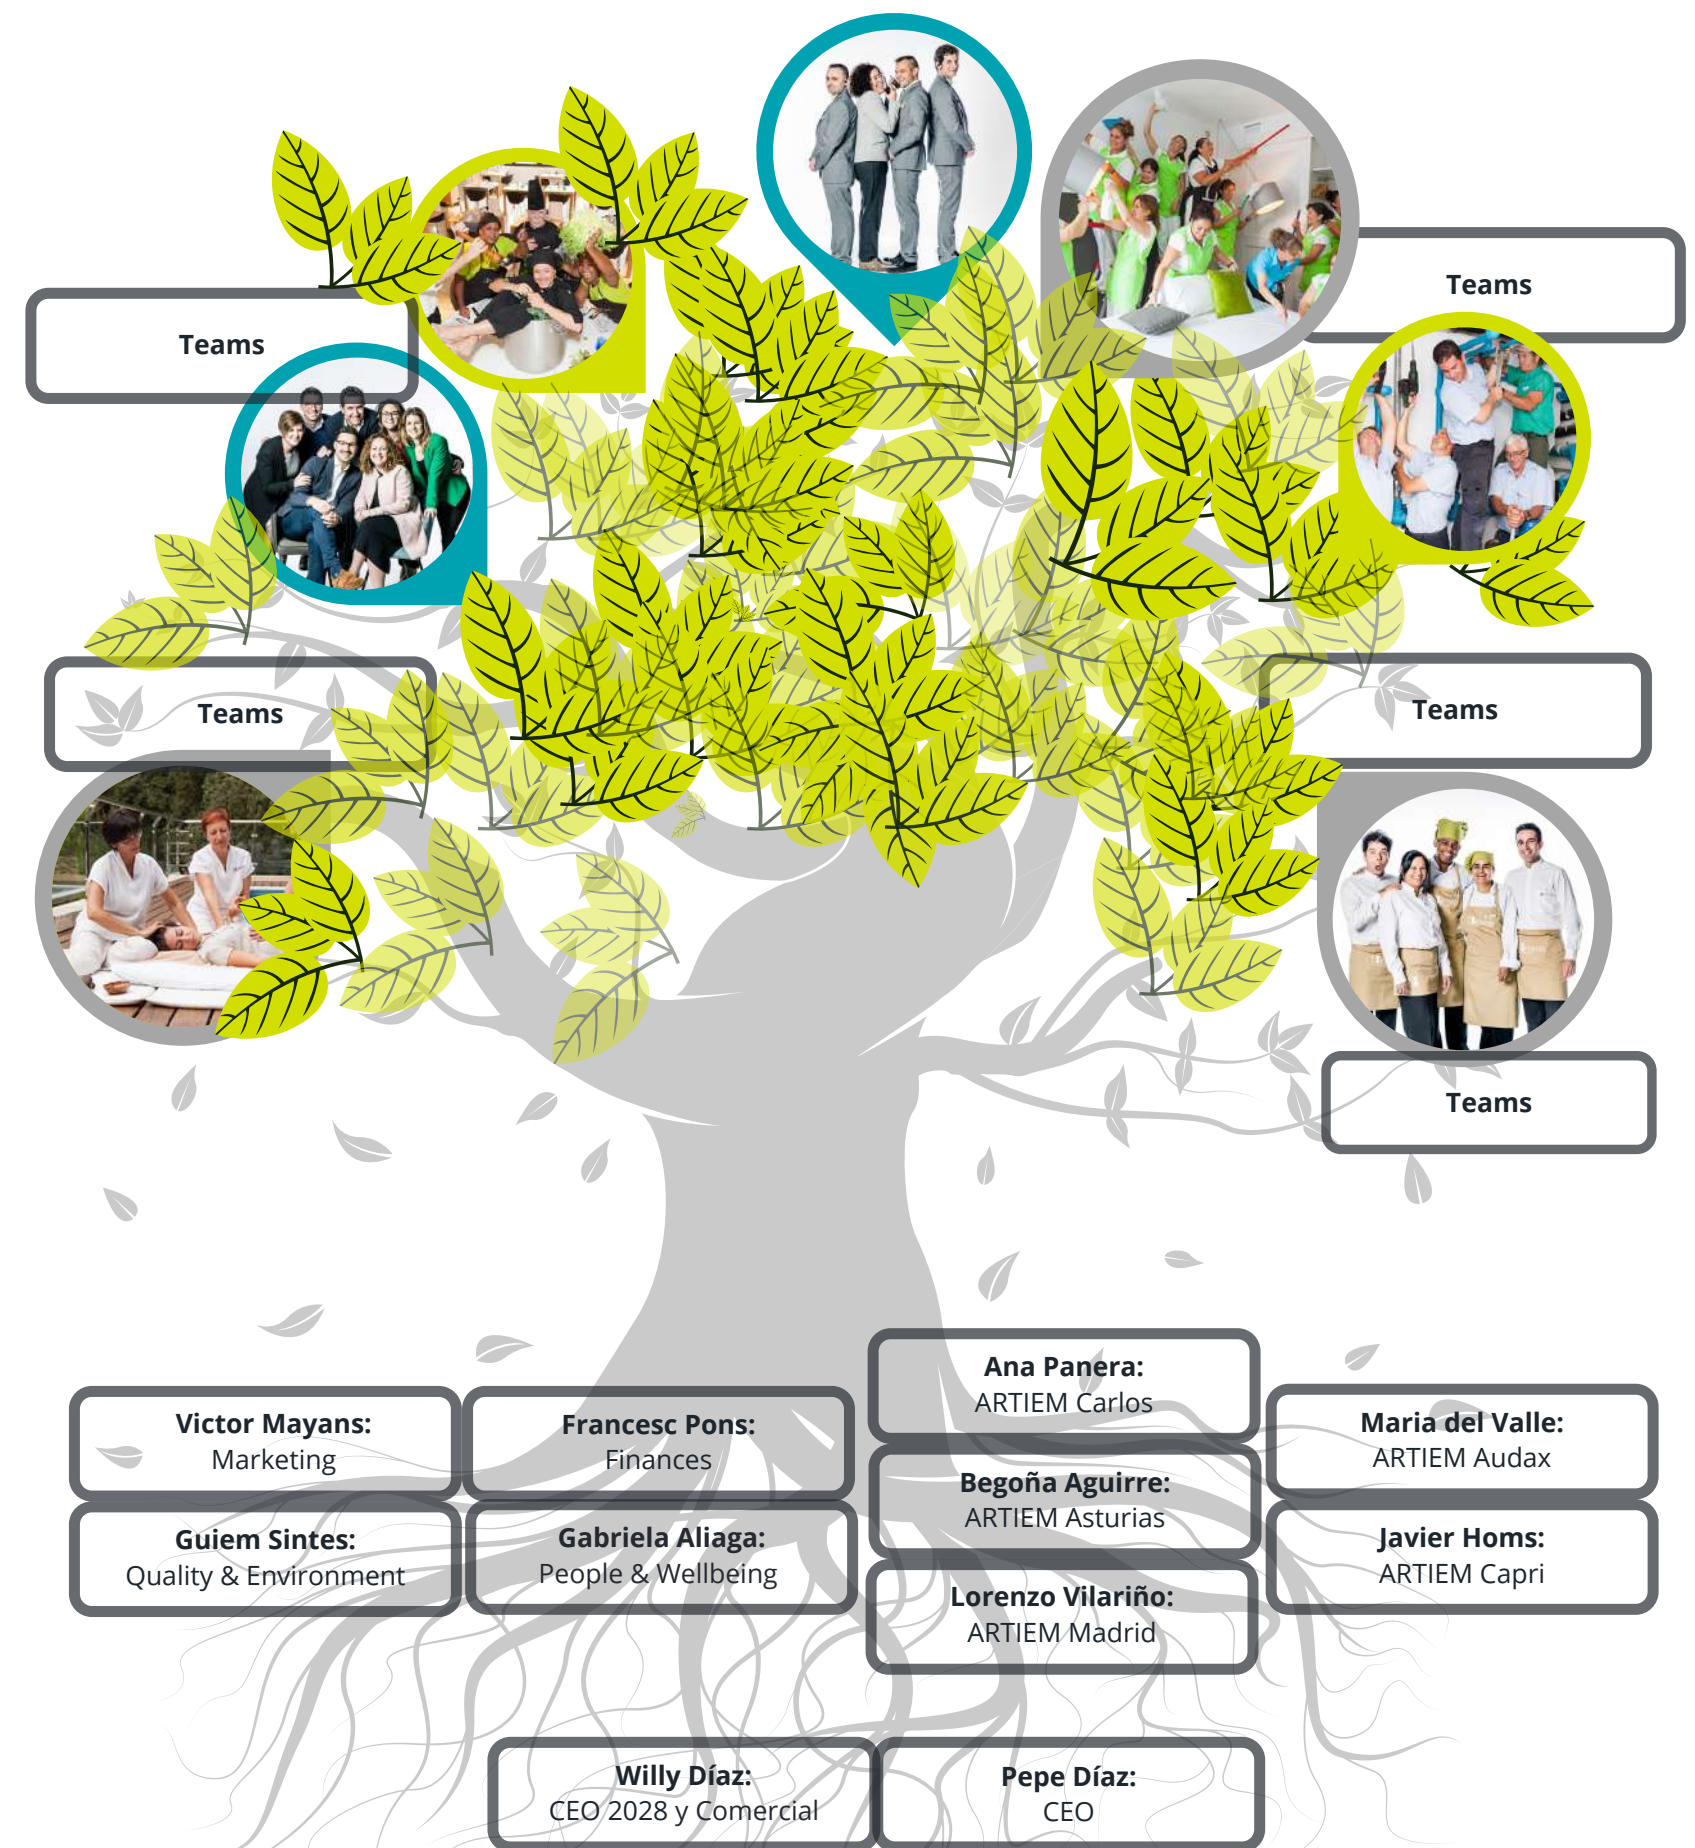 Teams
Teams
Teams
Teams
Teams
Ana Panera:
ARTIEM Carlos
Victor Mayans:
Marketing
Francesc Pons:
Finances
Maria del Valle:
ARTIEM Audax
Begoña Aguirre:
ARTIEM Asturias
Guiem Sintes:
Quality & Environment
Gabriela Aliaga:
People & Wellbeing
Javier Homs:
ARTIEM Capri
Lorenzo Vilariño:
ARTIEM Madrid
Willy Díaz:
CEO 2028 y Comercial
Pepe Díaz:
CEO